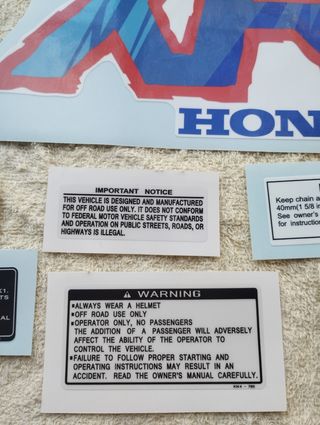 HON
IMPORTANT NOTICE
THIS VEHICLE IS DESIGNED AND MANUFACTURED
FOR OFF ROAD USE ONLY. IT DOES NOT CONFORM
TO FEDERAL MOTOR VEHICLE SAFETY STANDARDS
AND OPERATION ON PUBLIC STREETS, ROADS, OR
HIGHWAYS IS ILLEGAL.
Keep chain a
40mm(1 5/8 i
See owner's
for instructio
⚠ WARNING
*ALWAYS WEAR A HELMET
*OFF ROAD USE ONLY
*OPERATOR ONLY, NO PASSENGERS
THE ADDITION OF A PASSENGER WILL ADVERSELY
AFFECT THE ABILITY OF THE OPERATOR TO
CONTROL THE VEHICLE.
*FAILURE TO FOLLOW PROPER STARTING AND
OPERATING INSTRUCTIONS MAY RESULT IN AN
ACCIDENT. READ THE OWNER'S MANUAL CAREFULLY.